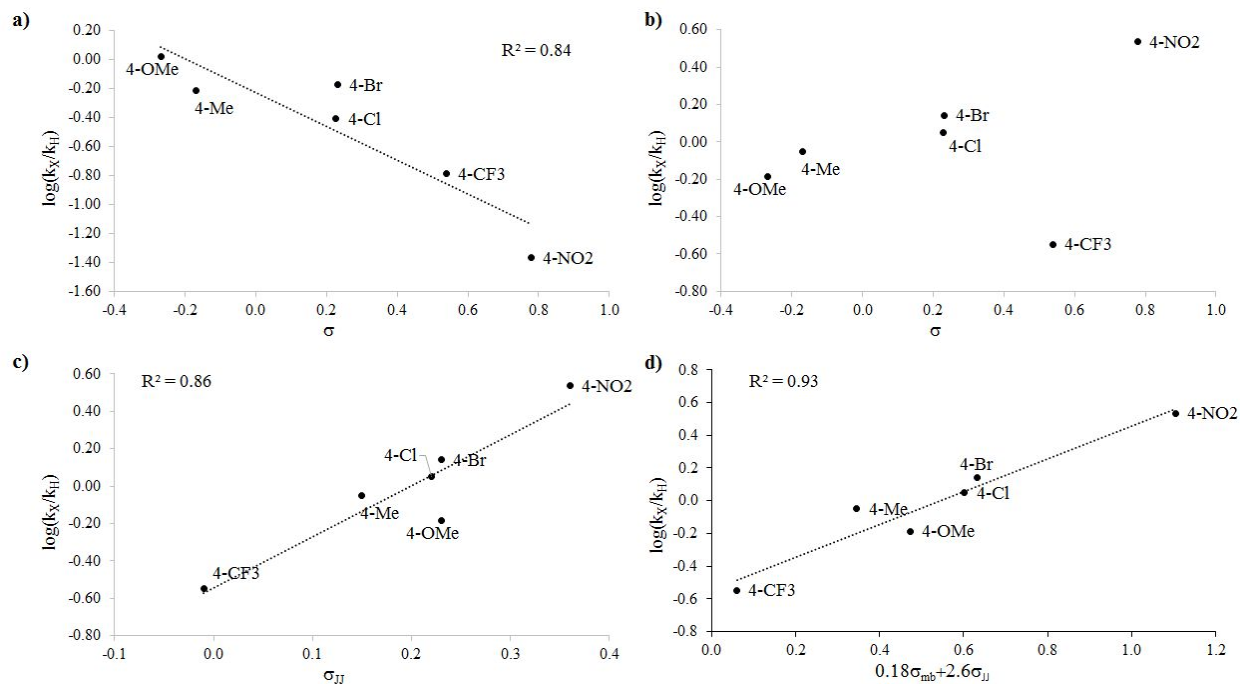 a)
R² = 0.84
0.20
0.00
-0.20
-0.40
-0.60
-0.80
-1.00
-1.20
-1.40
-1.60
log(kX/kH)
4-OMe
4-Me
4-Br
4-Cl
4-CF3
4-NO2
-0.4 -0.2 0.0 0.2 0.4 0.6 0.8 1.0
σ
b)
0.60
0.40
0.20
0.00
-0.20
-0.40
-0.60
-0.80
log(kX/kH)
4-NO2
4-Br
4-Cl
4-Me
4-OMe
4-CF3
-0.4 -0.2 0.0 0.2 0.4 0.6 0.8 1.0
σ
c)
R² = 0.86
0.60
0.40
0.20
0.00
-0.20
-0.40
-0.60
-0.80
log(kX/kH)
4-NO2
4-Cl
4-Br
4-Me
4-OMe
4-CF3
-0.1 0.0 0.1 0.2 0.3 0.4
σJJ
d)
R² = 0.93
0.8
0.6
0.4
0.2
0.0
-0.2
-0.4
-0.6
-0.8
log(kX/kH)
4-NO2
4-Br
4-Cl
4-Me
4-OMe
4-CF3
0.0 0.2 0.4 0.6 0.8 1.0 1.2
0.18σmb+2.6σJJ